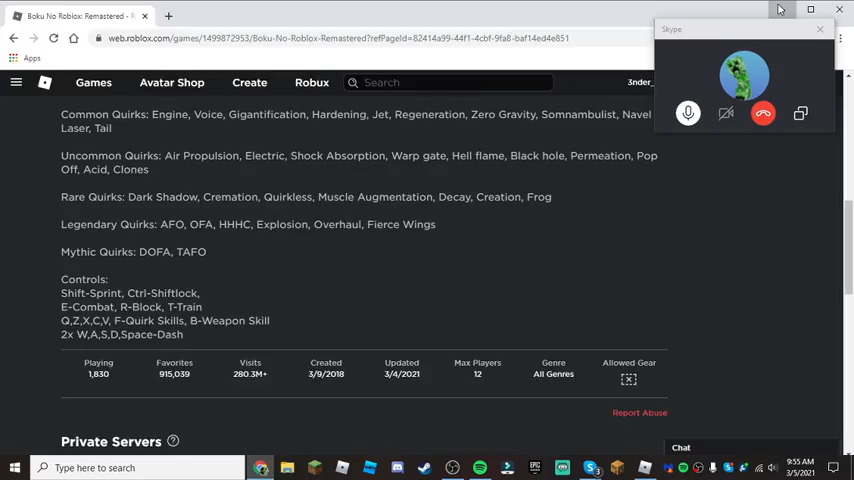 Boku No Roblox: Remastered - R
web.roblox.com/games/1499872953/Boku-No-Roblox-Remastered?refPageId=82414a99-44f1-4cbf-9fa8-baf14ed4e851
Skype
Apps
Games
Avatar Shop
Create
Robux
Search
3nder_
Common Quirks: Engine, Voice, Gigantification, Hardening, Jet, Regeneration, Zero Gravity, Somnambulist, Navel
Laser, Tail
Uncommon Quirks: Air Propulsion, Electric, Shock Absorption, Warp gate, Hell flame, Black hole, Permeation, Pop
Off, Acid, Clones
Rare Quirks: Dark Shadow, Cremation, Quirkless, Muscle Augmentation, Decay, Creation, Frog
Legendary Quirks: AFO, OFA, HHHC, Explosion, Overhaul, Fierce Wings
Mythic Quirks: DOFA, TAFO
Controls:
Shift-Sprint, Ctrl-Shiftlock,
E-Combat, R-Block, T-Train
Q,Z,X,C,V, F-Quirk Skills, B-Weapon Skill
2x W,A,S,D,Space-Dash
Playing Favorites Visits Created Updated Max Players Genre Allowed Gear
1,830 915,039 280.3M+ 3/9/2018 3/4/2021 12 All Genres
Report Abuse
Private Servers
Chat
Type here to search
EPIC
3
9:55 AM
3/5/2021